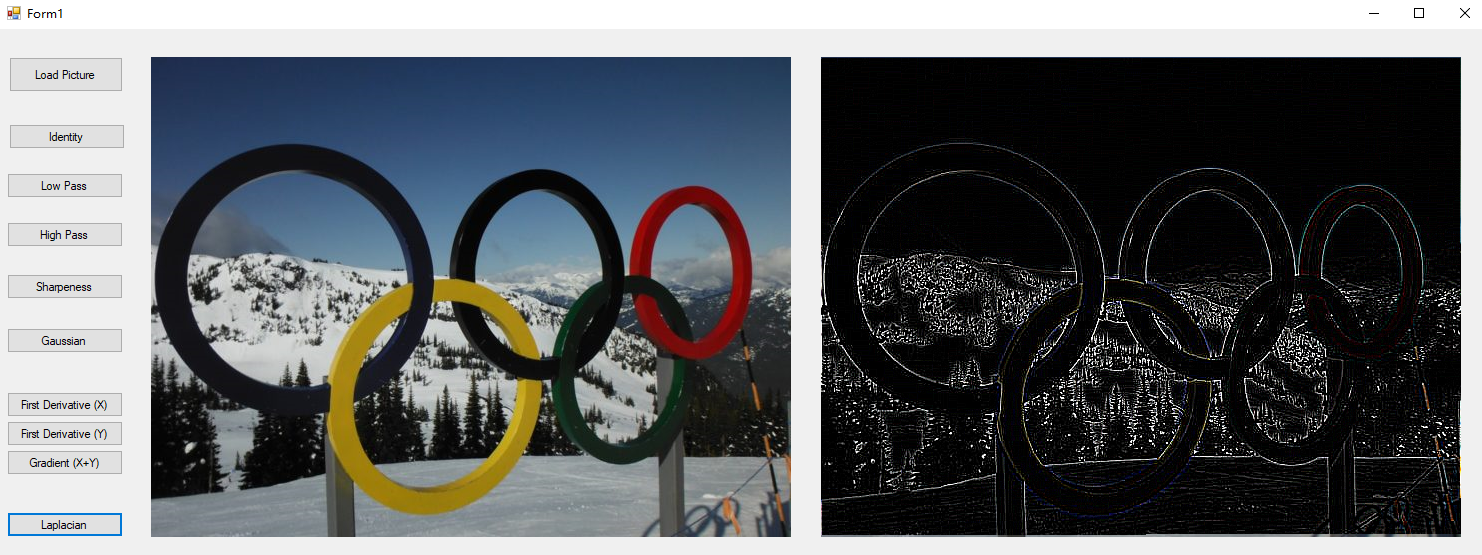 Form1
Load Picture
Identity
Low Pass
High Pass
Sharpeness
Gaussian
First Derivative (X)
First Derivative (Y)
Gradient (X+Y)
Laplacian